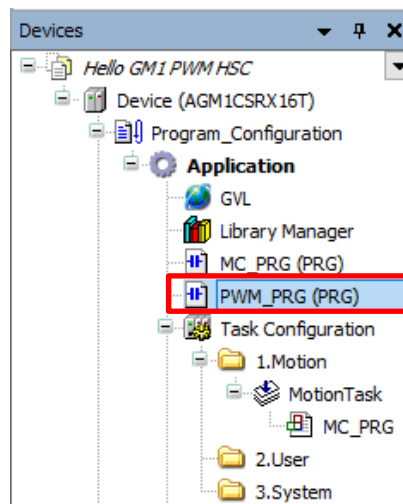 Devices
Hello GM1 PWM HSC
Device (AGM1CSRX16T)
Program_Configuration
Application
GVL
Library Manager
MC_PRG (PRG)
PWM_PRG (PRG)
Task Configuration
1.Motion
MotionTask
MC_PRG
2.User
3.System